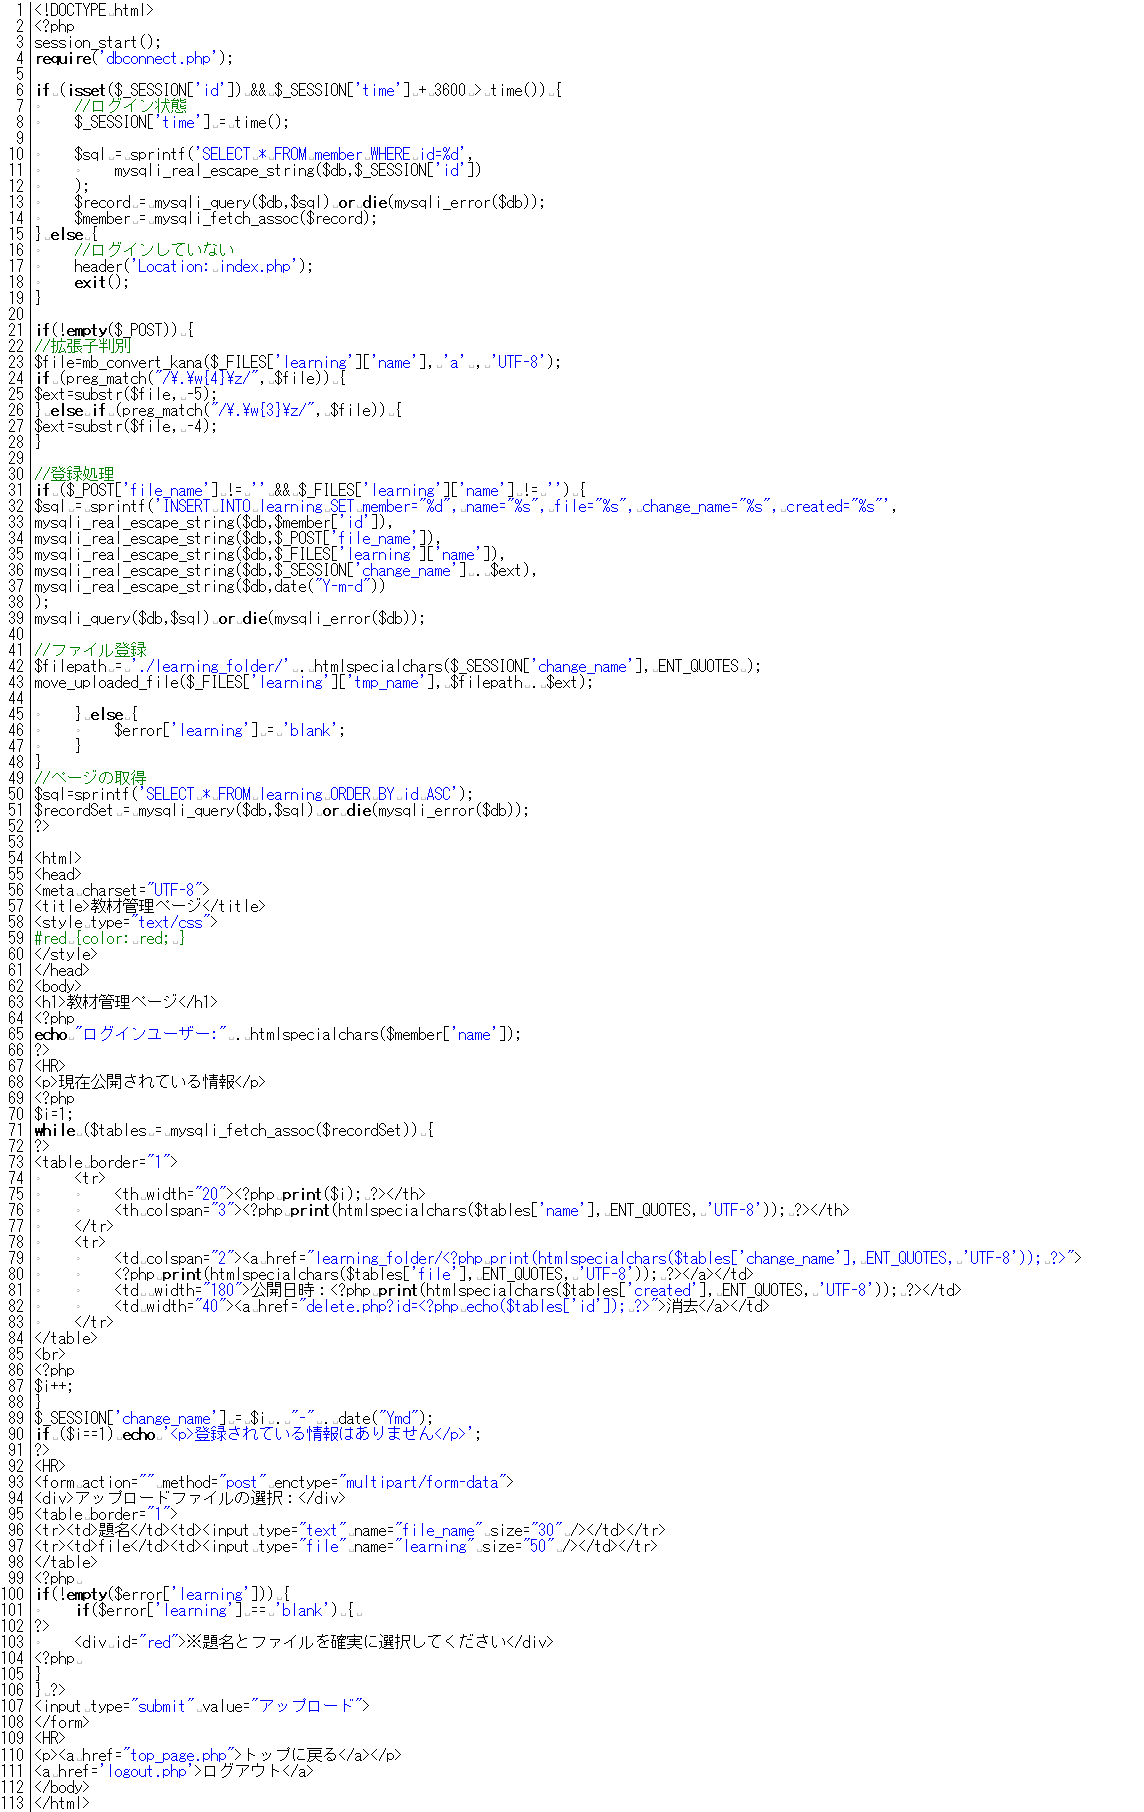 1 <!DOCTYPE html>
2 <?php
3 session_start();
4 require('dbconnect.php');
5
6 if (isset($_SESSION['id']) && $_SESSION['time'] + 3600 > time()) {
7 //ログイン状態
8 $_SESSION['time'] = time();
9
10 $sql = sprintf('SELECT * FROM member WHERE id=%d',
11 mysqli_real_escape_string($db,$_SESSION['id'])
12 );
13 $record = mysqli_query($db,$sql) or die(mysqli_error($db));
14 $member = mysqli_fetch_assoc($record);
15 } else {
16 //ログインしていない
17 header('Location: index.php');
18 exit();
19 }
20
21 if(!empty($_POST)) {
22 //拡張子判別
23 $file=mb_convert_kana($_FILES['learning']['name'], 'a' , 'UTF-8');
24 if (preg_match("/¥.¥w{4}¥z/", $file)) {
25 $ext=substr($file, -5);
26 } else if (preg_match("/¥.¥w{3}¥z/", $file)) {
27 $ext=substr($file, -4);
28 }
29
30 //登録処理
31 if ($_POST['file_name'] != '' && $_FILES['learning']['name'] != '') {
32 $sql = sprintf('INSERT INTO learning SET member="%d", name="%s", file="%s", change_name="%s", created="%s"',
33 mysqli_real_escape_string($db,$member['id']),
34 mysqli_real_escape_string($db,$_POST['file_name']),
35 mysqli_real_escape_string($db,$_FILES['learning']['name']),
36 mysqli_real_escape_string($db,$_SESSION['change_name'] . $ext),
37 mysqli_real_escape_string($db,date("Y-m-d"))
38 );
39 mysqli_query($db,$sql) or die(mysqli_error($db));
40
41 //ファイル登録
42 $filepath = './learning_folder/' . htmlspecialchars($_SESSION['change_name'], ENT_QUOTES );
43 move_uploaded_file($_FILES['learning']['tmp_name'], $filepath . $ext);
44
45 } else {
46 $error['learning'] = 'blank';
47 }
48 }
49 //ページの取得
50 $sql=sprintf('SELECT * FROM learning ORDER BY id ASC');
51 $recordSet = mysqli_query($db,$sql) or die(mysqli_error($db));
52 ?>
53
54 <html>
55 <head>
56 <meta charset="UTF-8">
57 <title>教材管理ページ</title>
58 <style type="text/css">
59 #red {color: red; }
60 </style>
61 </head>
62 <body>
63 <h1>教材管理ページ</h1>
64 <?php
65 echo "ログインユーザー:" . htmlspecialchars($member['name']);
66 ?>
67 <HR>
68 <p>現在公開されている情報</p>
69 <?php
70 $i=1;
71 while ($tables = mysqli_fetch_assoc($recordSet)) {
72 ?>
73 <table border="1">
74 <tr>
75 <th width="20"><?php print($i); ?></th>
76 <th colspan="3"><?php print(htmlspecialchars($tables['name'], ENT_QUOTES, 'UTF-8')); ?></th>
77 </tr>
78 <tr>
79 <td colspan="2"><a href="learning_folder/<?php print(htmlspecialchars($tables['change_name'], ENT_QUOTES, 'UTF-8')); ?>">
80 <?php print(htmlspecialchars($tables['file'], ENT_QUOTES, 'UTF-8')); ?></a></td>
81 <td  width="180">公開日時：<?php print(htmlspecialchars($tables['created'], ENT_QUOTES, 'UTF-8')); ?></td>
82 <td width="40"><a href="delete.php?id=<?php echo($tables['id']); ?>">消去</a></td>
83 </tr>
84 </table>
85 <br>
86 <?php
87 $i++;
88 }
89 $_SESSION['change_name'] = $i . "-" . date("Ymd");
90 if ($i==1) echo '<p>登録されている情報はありません</p>';
91 ?>
92 <HR>
93 <form action="" method="post" enctype="multipart/form-data">
94 <div>アップロードファイルの選択：</div>
95 <table border="1">
96 <tr><td>題名</td><td><input type="text" name="file_name" size="30" /></td></tr>
97 <tr><td>file</td><td><input type="file" name="learning" size="50" /></td></tr>
98 </table>
99 <?php
100 if(!empty($error['learning'])) {
101 if($error['learning'] == 'blank') {
102 ?>
103 <div id="red">※題名とファイルを確実に選択してください</div>
104 <?php
105 }
106 } ?>
107 <input type="submit" value="アップロード">
108 </form>
109 <HR>
110 <p><a href="top_page.php">トップに戻る</a></p>
111 <a href='logout.php'>ログアウト</a>
112 </body>
113 </html>